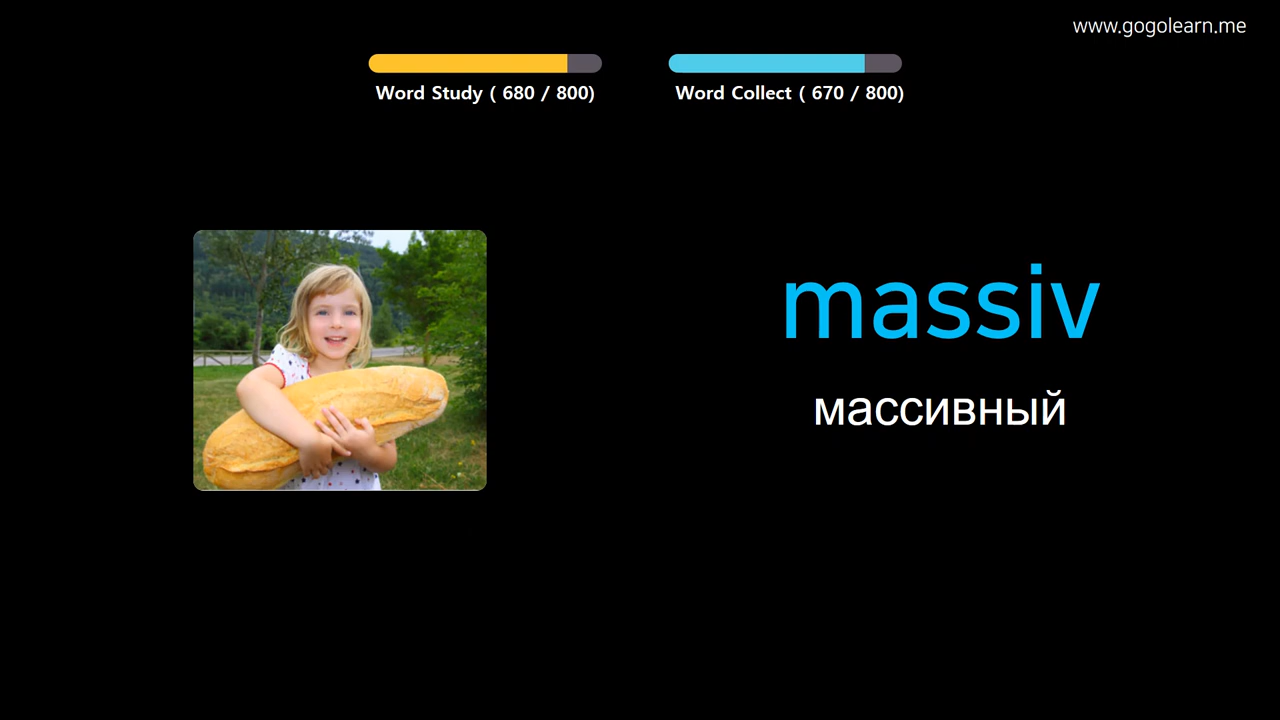 www.gogolearn.me
Word Study ( 680 / 800)
Word Collect ( 670 / 800)
massiv
массивный